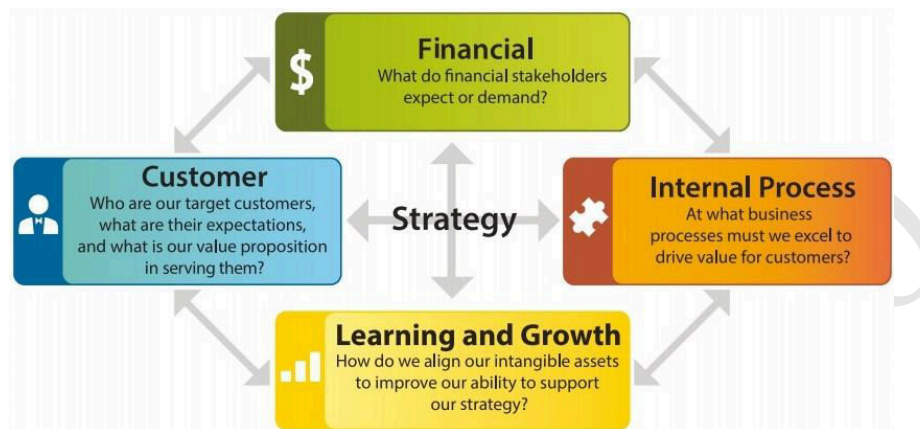 $
Financial
What do financial stakeholders
expect or demand?
Customer
Who are our target customers,
what are their expectations,
and what is our value proposition
in serving them?
Strategy
Internal Process
At what business
processes must we excel to
drive value for customers?
Learning and Growth
How do we align our intangible assets
to improve our ability to support
our strategy?